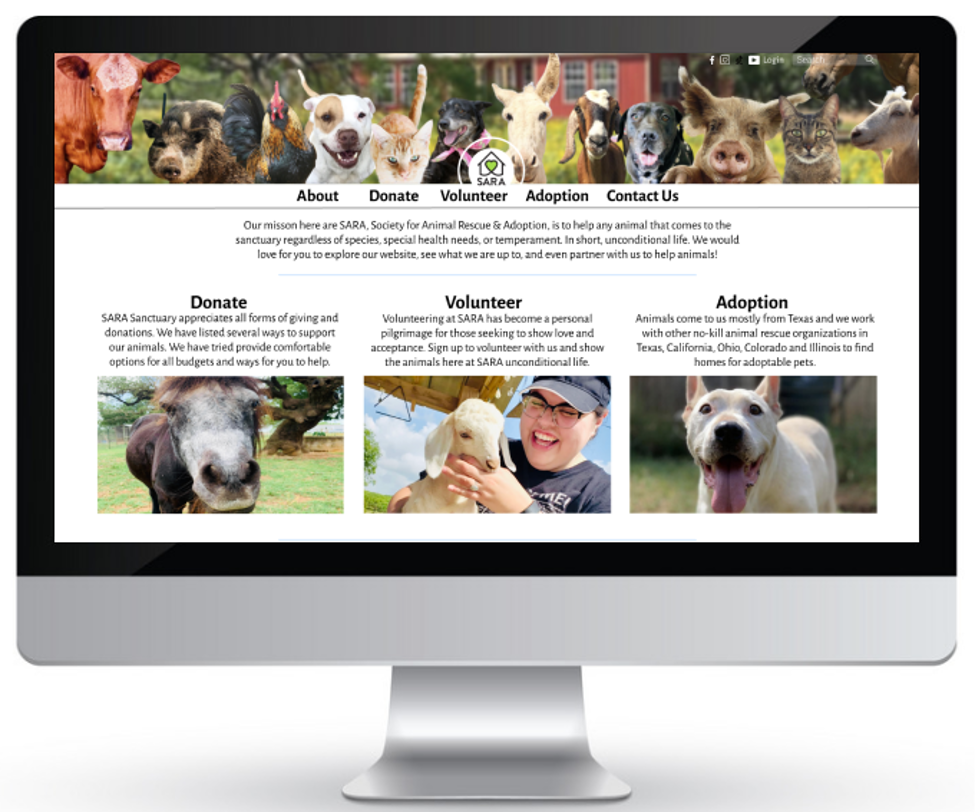 Login Search...
SARA
About Donate Volunteer Adoption Contact Us
Our misson here are SARA, Society for Animal Rescue & Adoption, is to help any animal that comes to the
sanctuary regardless of species, special health needs, or temperament. In short, unconditional life. We would
love for you to explore our website, see what we are up to, and even partner with us to help animals!
Donate
SARA Sanctuary appreciates all forms of giving and
donations. We have listed several ways to support
our animals. We have tried provide comfortable
options for all budgets and ways for you to help.
Volunteer
Volunteering at SARA has become a personal
pilgrimage for those seeking to show love and
acceptance. Sign up to volunteer with us and show
the animals here at SARA unconditional life.
Adoption
Animals come to us mostly from Texas and we work
with other no-kill animal rescue organizations in
Texas, California, Ohio, Colorado and Illinois to find
homes for adoptable pets.